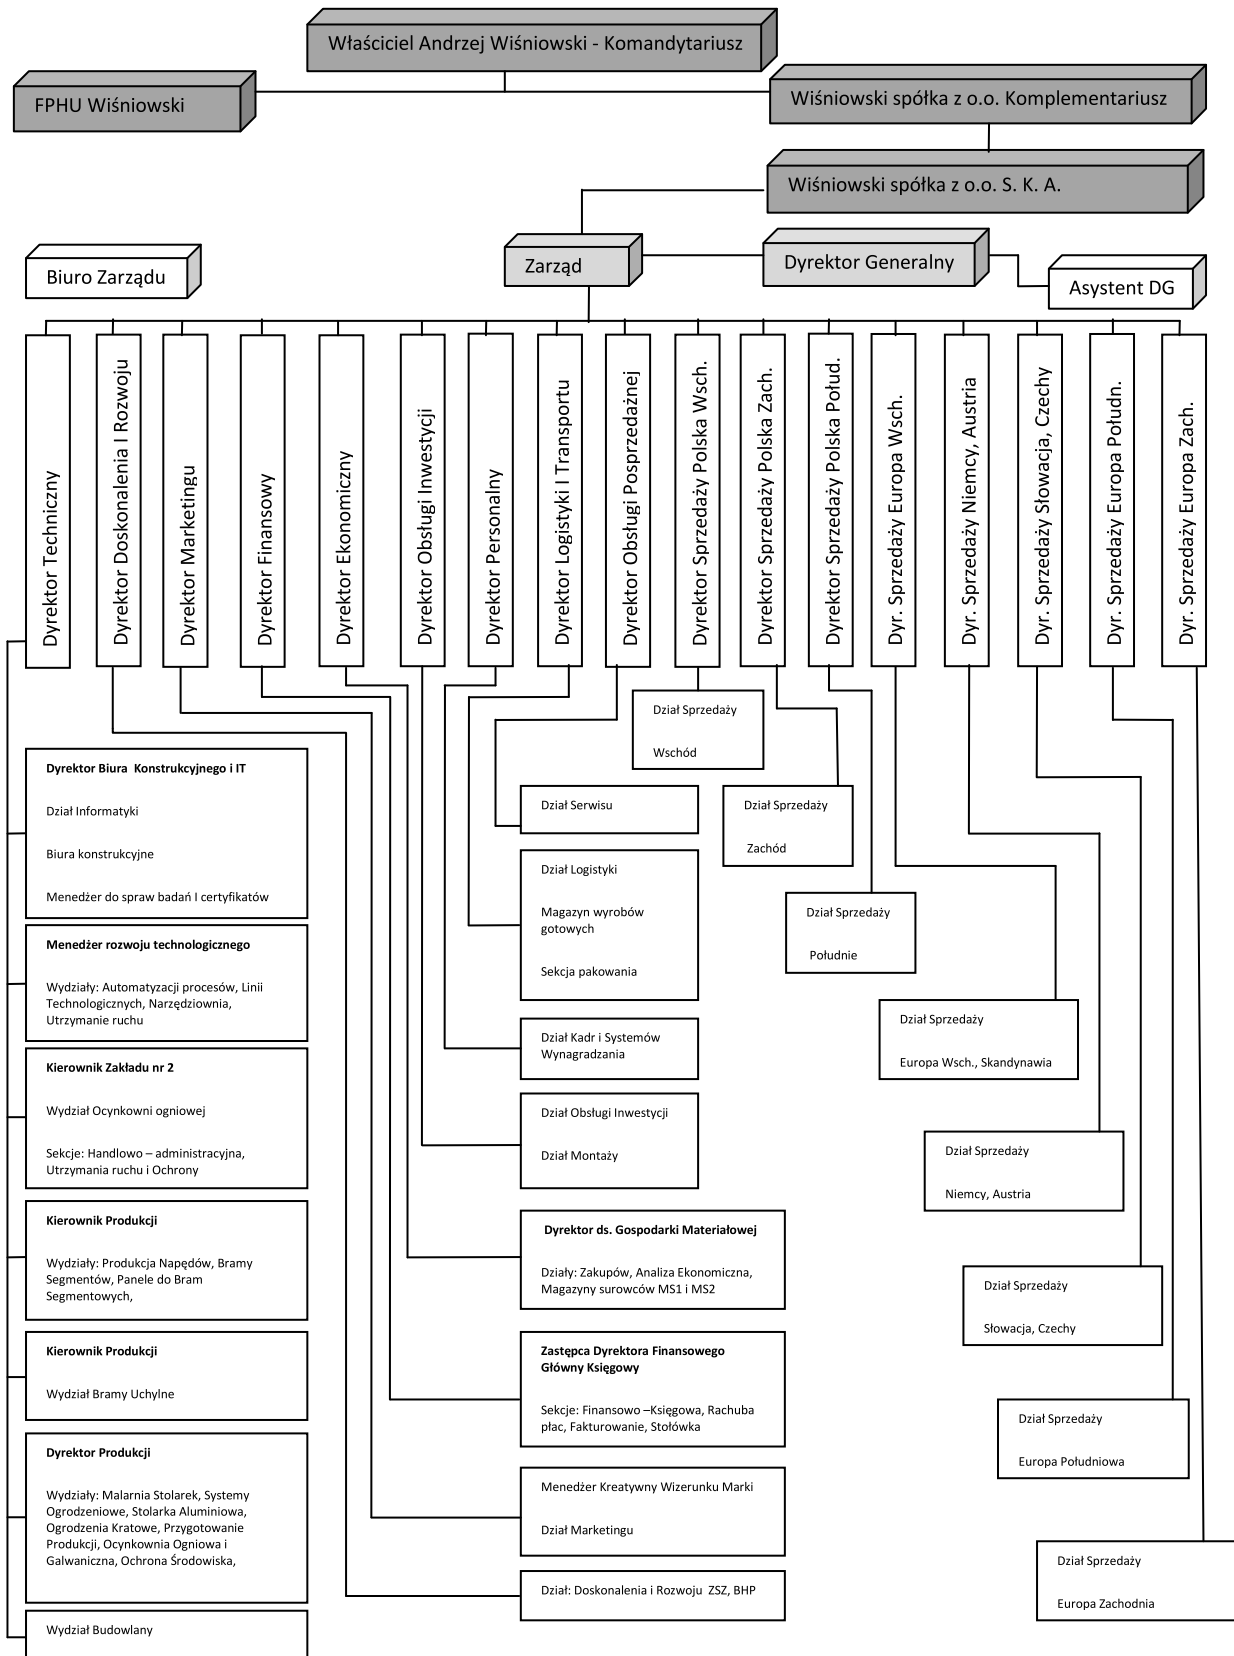 Właściciel Andrzej Wiśniowski - Komandytariusz
FPHU Wiśniowski
Wiśniowski spółka z o.o. Komplementariusz
Wiśniowski spółka z o.o. S. K. A.
Biuro Zarządu
Zarząd
Dyrektor Generalny
Asystent DG
Dyrektor Techniczny
Dyrektor Doskonalenia I Rozwoju
Dyrektor Marketingu
Dyrektor Finansowy
Dyrektor Ekonomiczny
Dyrektor Obsługi Inwestycji
Dyrektor Personalny
Dyrektor Logistyki I Transportu
Dyrektor Obsługi Posprzedażnej
Dyrektor Sprzedaży Polska Wsch.
Dyrektor Sprzedaży Polska Zach.
Dyrektor Sprzedaży Polska Połud.
Dyr. Sprzedaży Europa Wsch.
Dyr. Sprzedaży Niemcy, Austria
Dyr. Sprzedaży Słowacja, Czechy
Dyr. Sprzedaży Europa Połudn.
Dyr. Sprzedaży Europa Zach.
Dyrektor Biura Konstrukcyjnego i IT
Dział Informatyki
Biura konstrukcyjne
Menedżer do spraw badań I certyfikatów
Menedżer rozwoju technologicznego
Wydziały: Automatyzacji procesów, Linii
Technologicznych, Narzędziownia,
Utrzymanie ruchu
Kierownik Zakładu nr 2
Wydział Ocynkowni ogniowej
Sekcje: Handlowo – administracyjna,
Utrzymania ruchu i Ochrony
Kierownik Produkcji
Wydziały: Produkcja Napędów, Bramy
Segmentów, Panele do Bram
Segmentowych,
Kierownik Produkcji
Wydział Bramy Uchylne
Dyrektor Produkcji
Wydziały: Malarnia Stolarek, Systemy
Ogrodzeniowe, Stolarka Aluminiowa,
Ogrodzenia Kratowe, Przygotowanie
Produkcji, Ocynkownia Ogniowa i
Galwaniczna, Ochrona Środowiska,
Wydział Budowlany
Dział Serwisu
Dział Logistyki
Magazyn wyrobów
gotowych
Sekcja pakowania
Dział Kadr i Systemów
Wynagradzania
Dział Obsługi Inwestycji
Dział Montaży
Dyrektor ds. Gospodarki Materiałowej
Działy: Zakupów, Analiza Ekonomiczna,
Magazyny surowców MS1 i MS2
Zastępca Dyrektora Finansowego
Główny Księgowy
Sekcje: Finansowo –Księgowa, Rachuba
płac, Fakturowanie, Stołówka
Menedżer Kreatywny Wizerunku Marki
Dział Marketingu
Dział: Doskonalenia i Rozwoju ZSZ, BHP
Dział Sprzedaży
Wschód
Dział Sprzedaży
Zachód
Dział Sprzedaży
Południe
Dział Sprzedaży
Europa Wsch., Skandynawia
Dział Sprzedaży
Niemcy, Austria
Dział Sprzedaży
Słowacja, Czechy
Dział Sprzedaży
Europa Południowa
Dział Sprzedaży
Europa Zachodnia